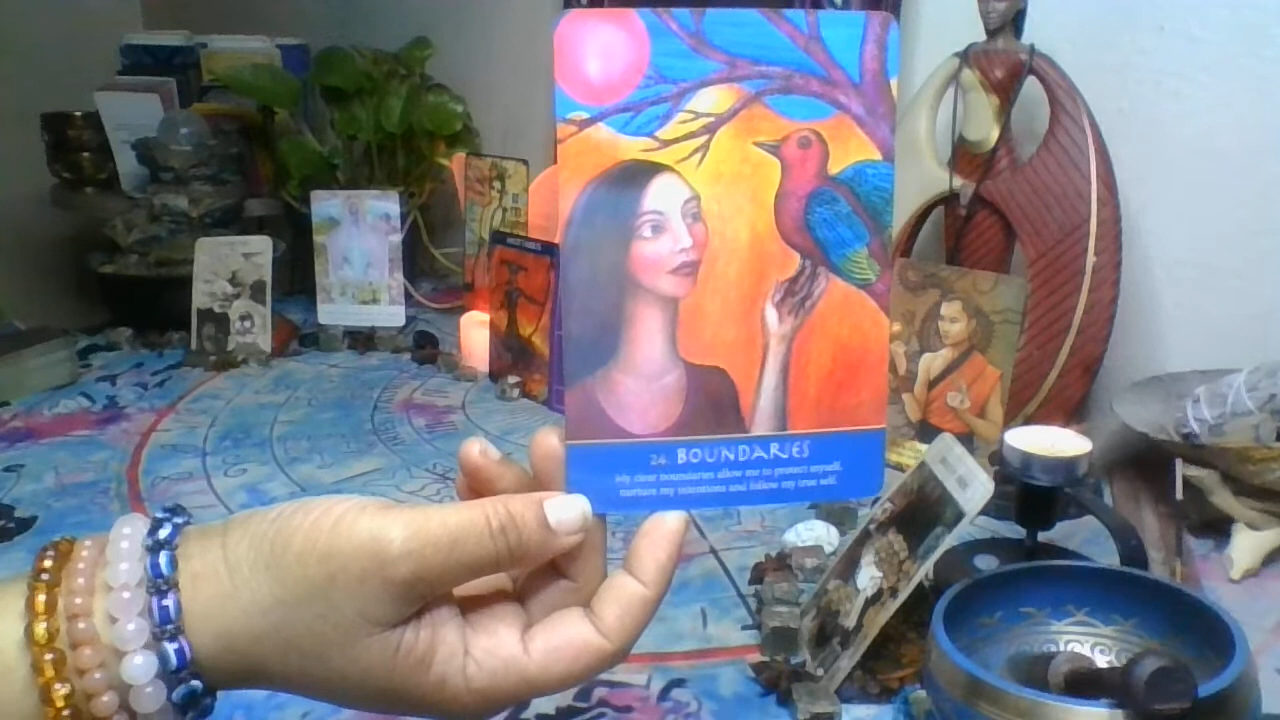 24. BOUNDARIES
My clear boundaries allow me to protect myself,
nurture my intentions and follow my true self.